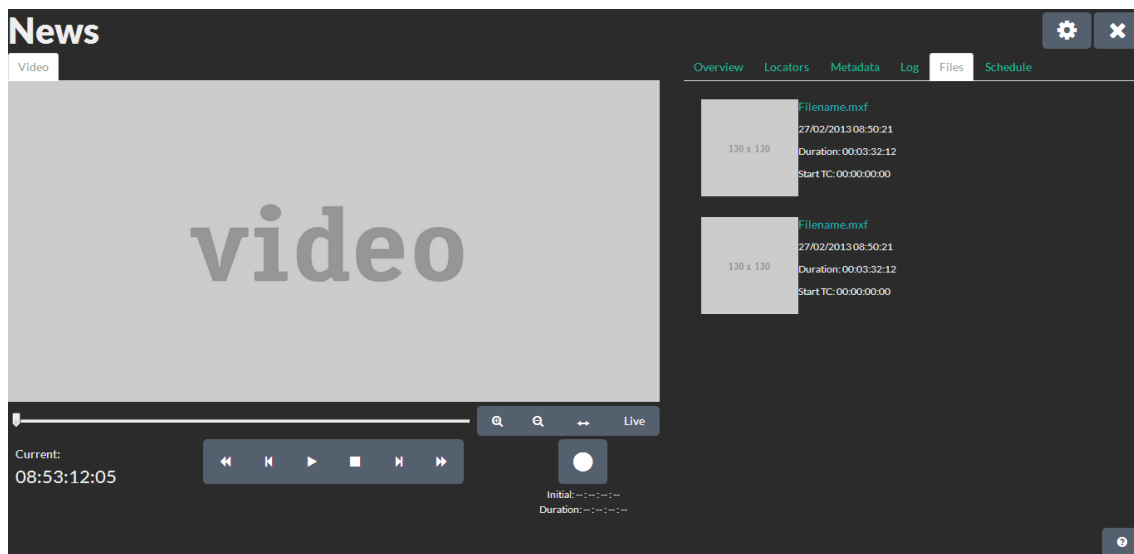 News
Video
Overview Locators Metadata Log Files Schedule
video
130 x 130
Filename.mxf
27/02/2013 08:50:21
Duration: 00:03:32:12
Start TC: 00:00:00:00
130 x 130
Filename.mxf
27/02/2013 08:50:21
Duration: 00:03:32:12
Start TC: 00:00:00:00
Live
Current:
08:53:12:05
Initial: --:--:--:--
Duration: --:--:--:--